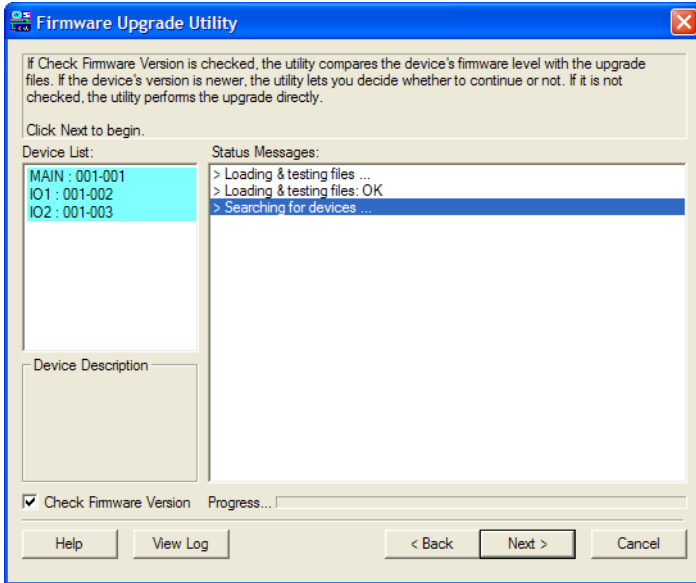 Firmware Upgrade Utility
If Check Firmware Version is checked, the utility compares the device's firmware level with the upgrade
files. If the device's version is newer, the utility lets you decide whether to continue or not. If it is not
checked, the utility performs the upgrade directly.
Click Next to begin.
Device List:
Status Messages:
MAIN : 001-001
IO1 : 001-002
IO2 : 001-003
> Loading & testing files ...
> Loading & testing files: OK
> Searching for devices ...
Device Description
Check Firmware Version
Progress...
Help
View Log
< Back
Next >
Cancel